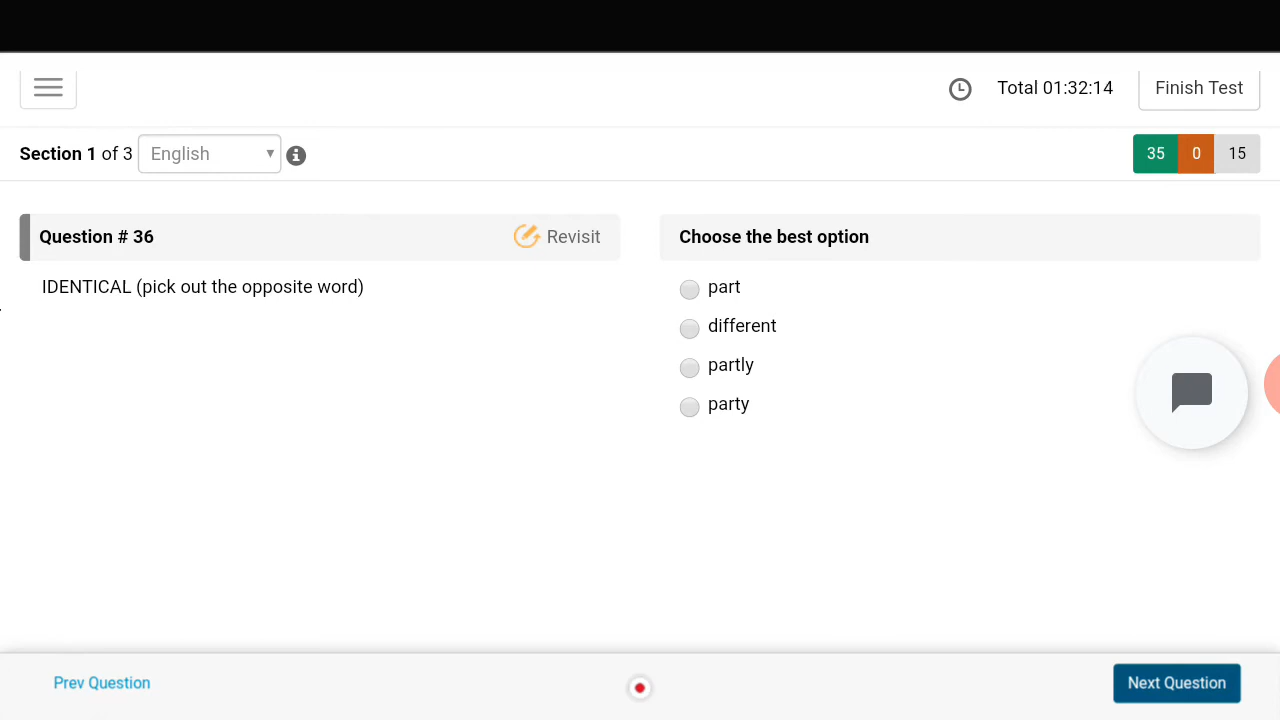 Total 01:32:14
Finish Test
Section 1 of 3 English
35 0 15
Question # 36
Revisit
IDENTICAL (pick out the opposite word)
Choose the best option
part
different
partly
party
Prev Question
Next Question